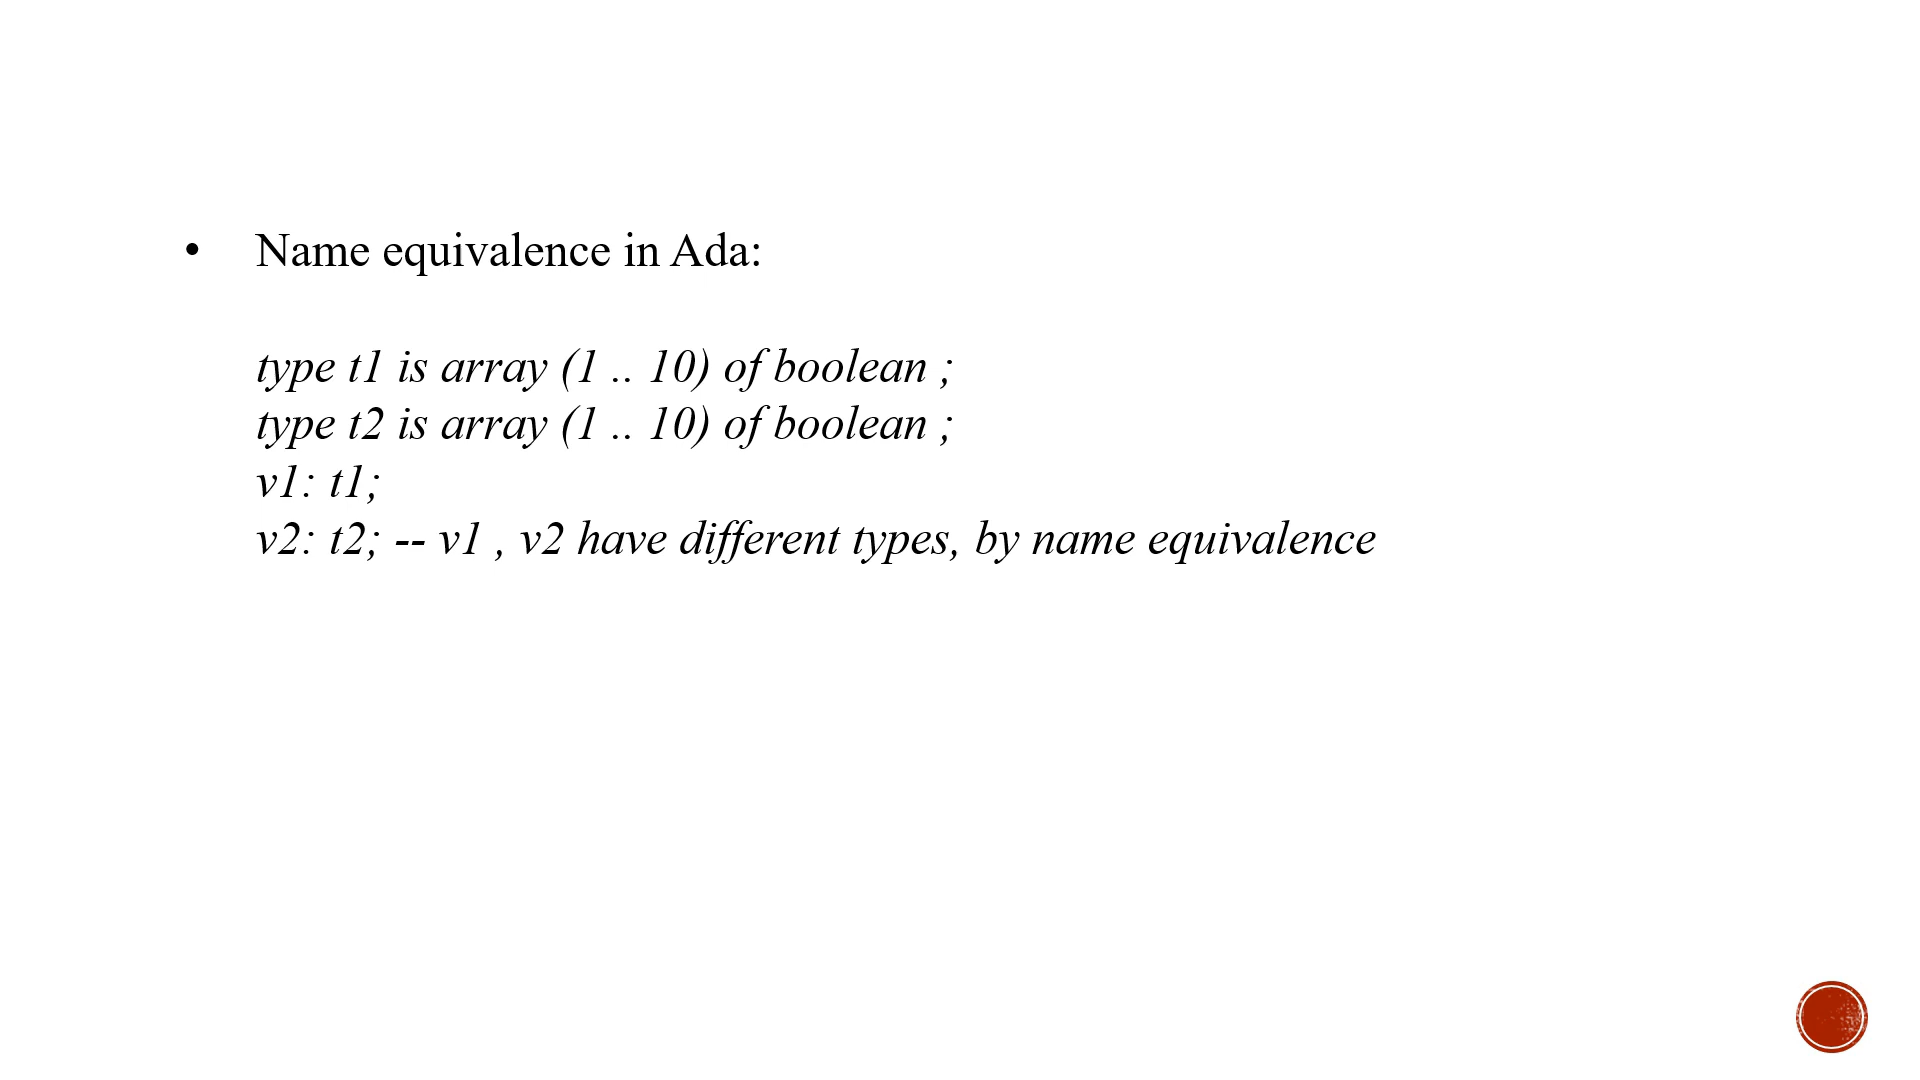 • Name equivalence in Ada:
type t1 is array (1 .. 10) of boolean ;
type t2 is array (1 .. 10) of boolean ;
v1: t1;
v2: t2; -- v1 , v2 have different types, by name equivalence